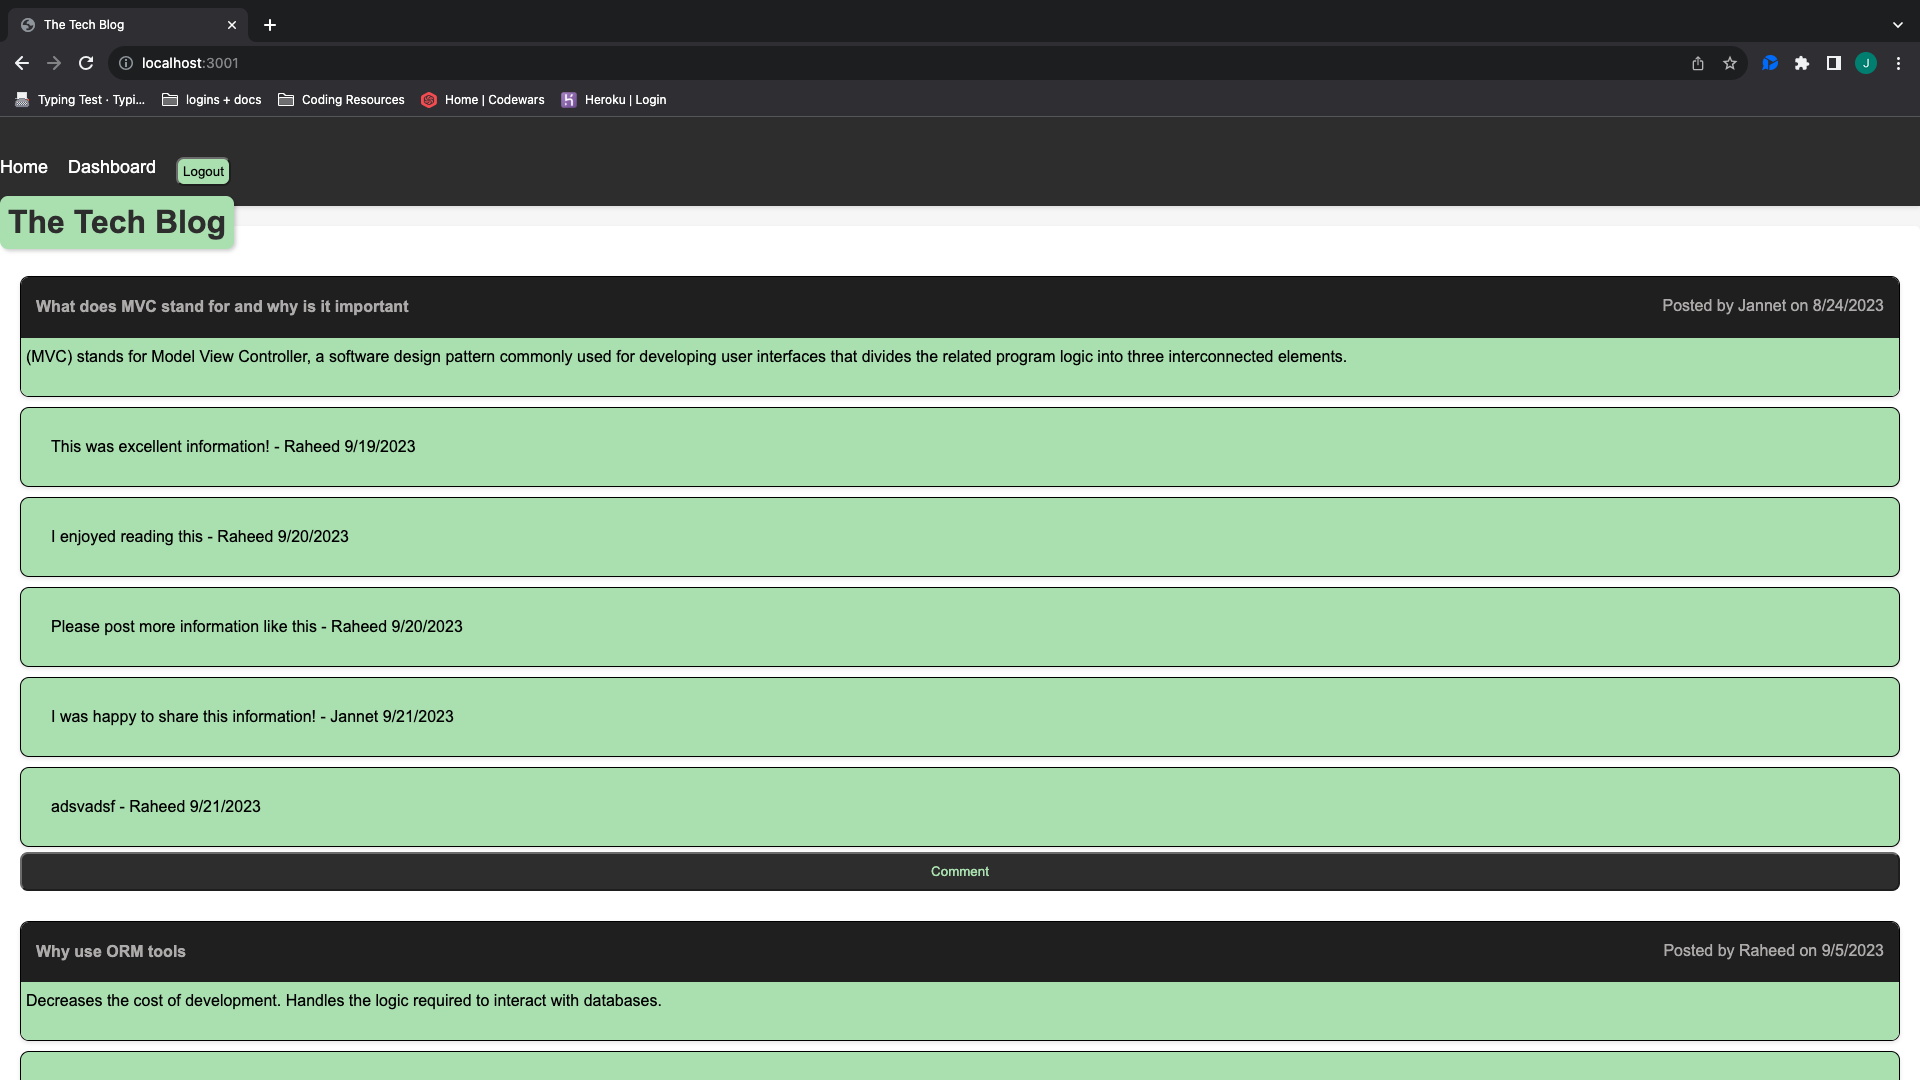 The Tech Blog
localhost:3001
J
Typing Test · Typi...
logins + docs
Coding Resources
Home | Codewars
Heroku | Login
Home
Dashboard
Logout
The Tech Blog
What does MVC stand for and why is it important
Posted by Jannet on 8/24/2023
(MVC) stands for Model View Controller, a software design pattern commonly used for developing user interfaces that divides the related program logic into three interconnected elements.
This was excellent information! - Raheed 9/19/2023
I enjoyed reading this - Raheed 9/20/2023
Please post more information like this - Raheed 9/20/2023
I was happy to share this information! - Jannet 9/21/2023
adsvadsf - Raheed 9/21/2023
Comment
Why use ORM tools
Posted by Raheed on 9/5/2023
Decreases the cost of development. Handles the logic required to interact with databases.